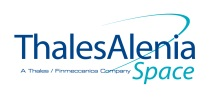 ThalesAlenia
A Thales / Finmeccanica Company Space